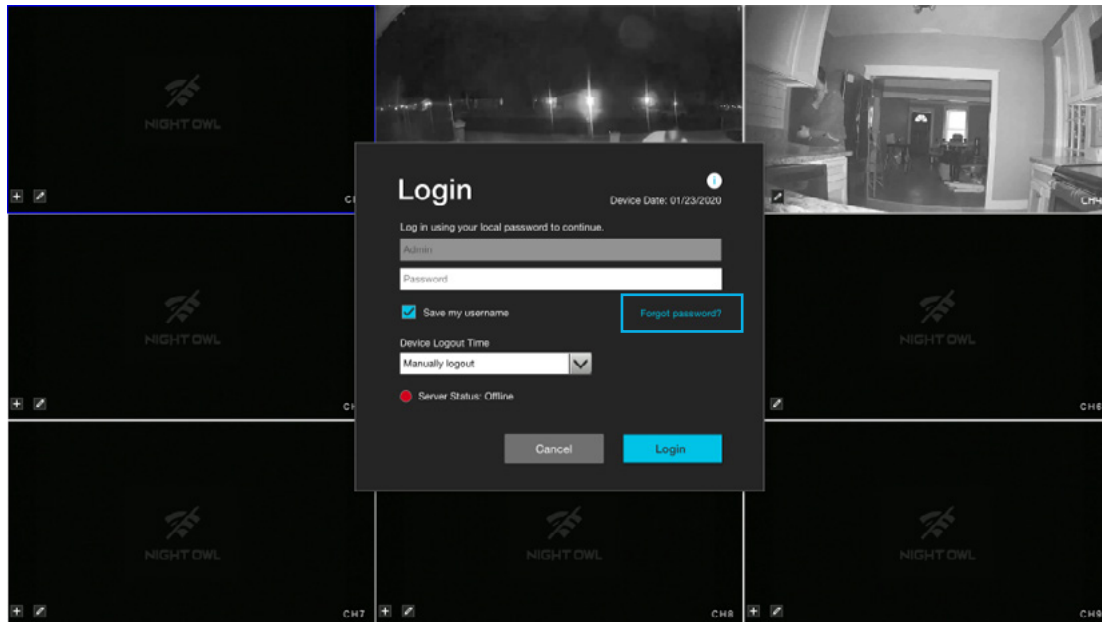 NIGHT OWL
Login
Device Date: 01/23/2020
Log in using your local password to continue.
Admin
Password
Save my username
Forgot password?
Device Logout Time
Manually logout
Server Status: Offline
Cancel
Login
CH4
NIGHT OWL
NIGHT OWL
CH6
NIGHT OWL
NIGHT OWL
NIGHT OWL
CH7
CH8
CH9